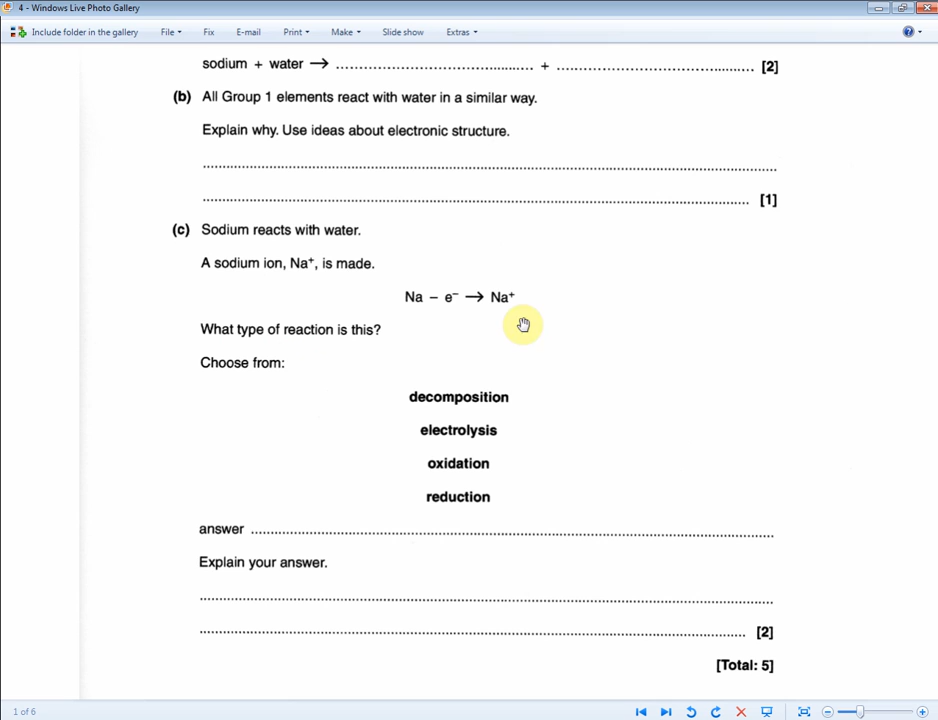 4 - Windows Live Photo Gallery
Include folder in the gallery File Fix E-mail Print Make Slide show Extras
sodium + water → .................................................. + .................................................. [2]
(b) All Group 1 elements react with water in a similar way.
Explain why. Use ideas about electronic structure.
....................................................................................................
.................................................................................................... [1]
(c) Sodium reacts with water.
A sodium ion, Na⁺, is made.
Na – e⁻ → Na⁺
What type of reaction is this?
Choose from:
decomposition
electrolysis
oxidation
reduction
answer ....................................................................................................
Explain your answer.
....................................................................................................
.................................................................................................... [2]
[Total: 5]
1 of 6